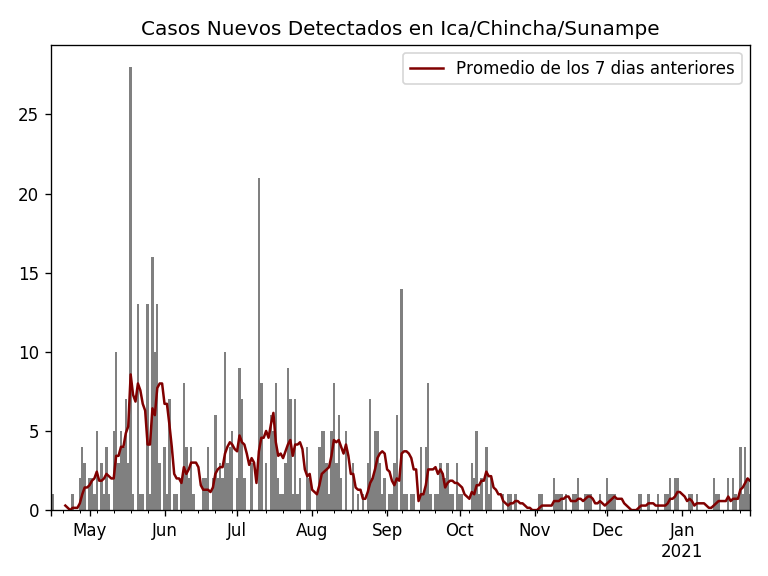 Casos Nuevos Detectados en Ica/Chincha/Sunampe
Promedio de los 7 dias anteriores
25
20
15
10
5
0
May Jun Jul Aug Sep Oct Nov Dec Jan
2021